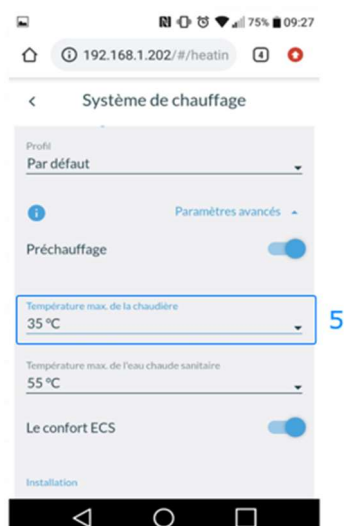 75% 09:27
192.168.1.202/#/heatin 4
Système de chauffage
Profil
Par défaut
Paramètres avancés
Préchauffage
Température max. de la chaudière
35 °C
5
Température max. de l'eau chaude sanitaire
55 °C
Le confort ECS
Installation